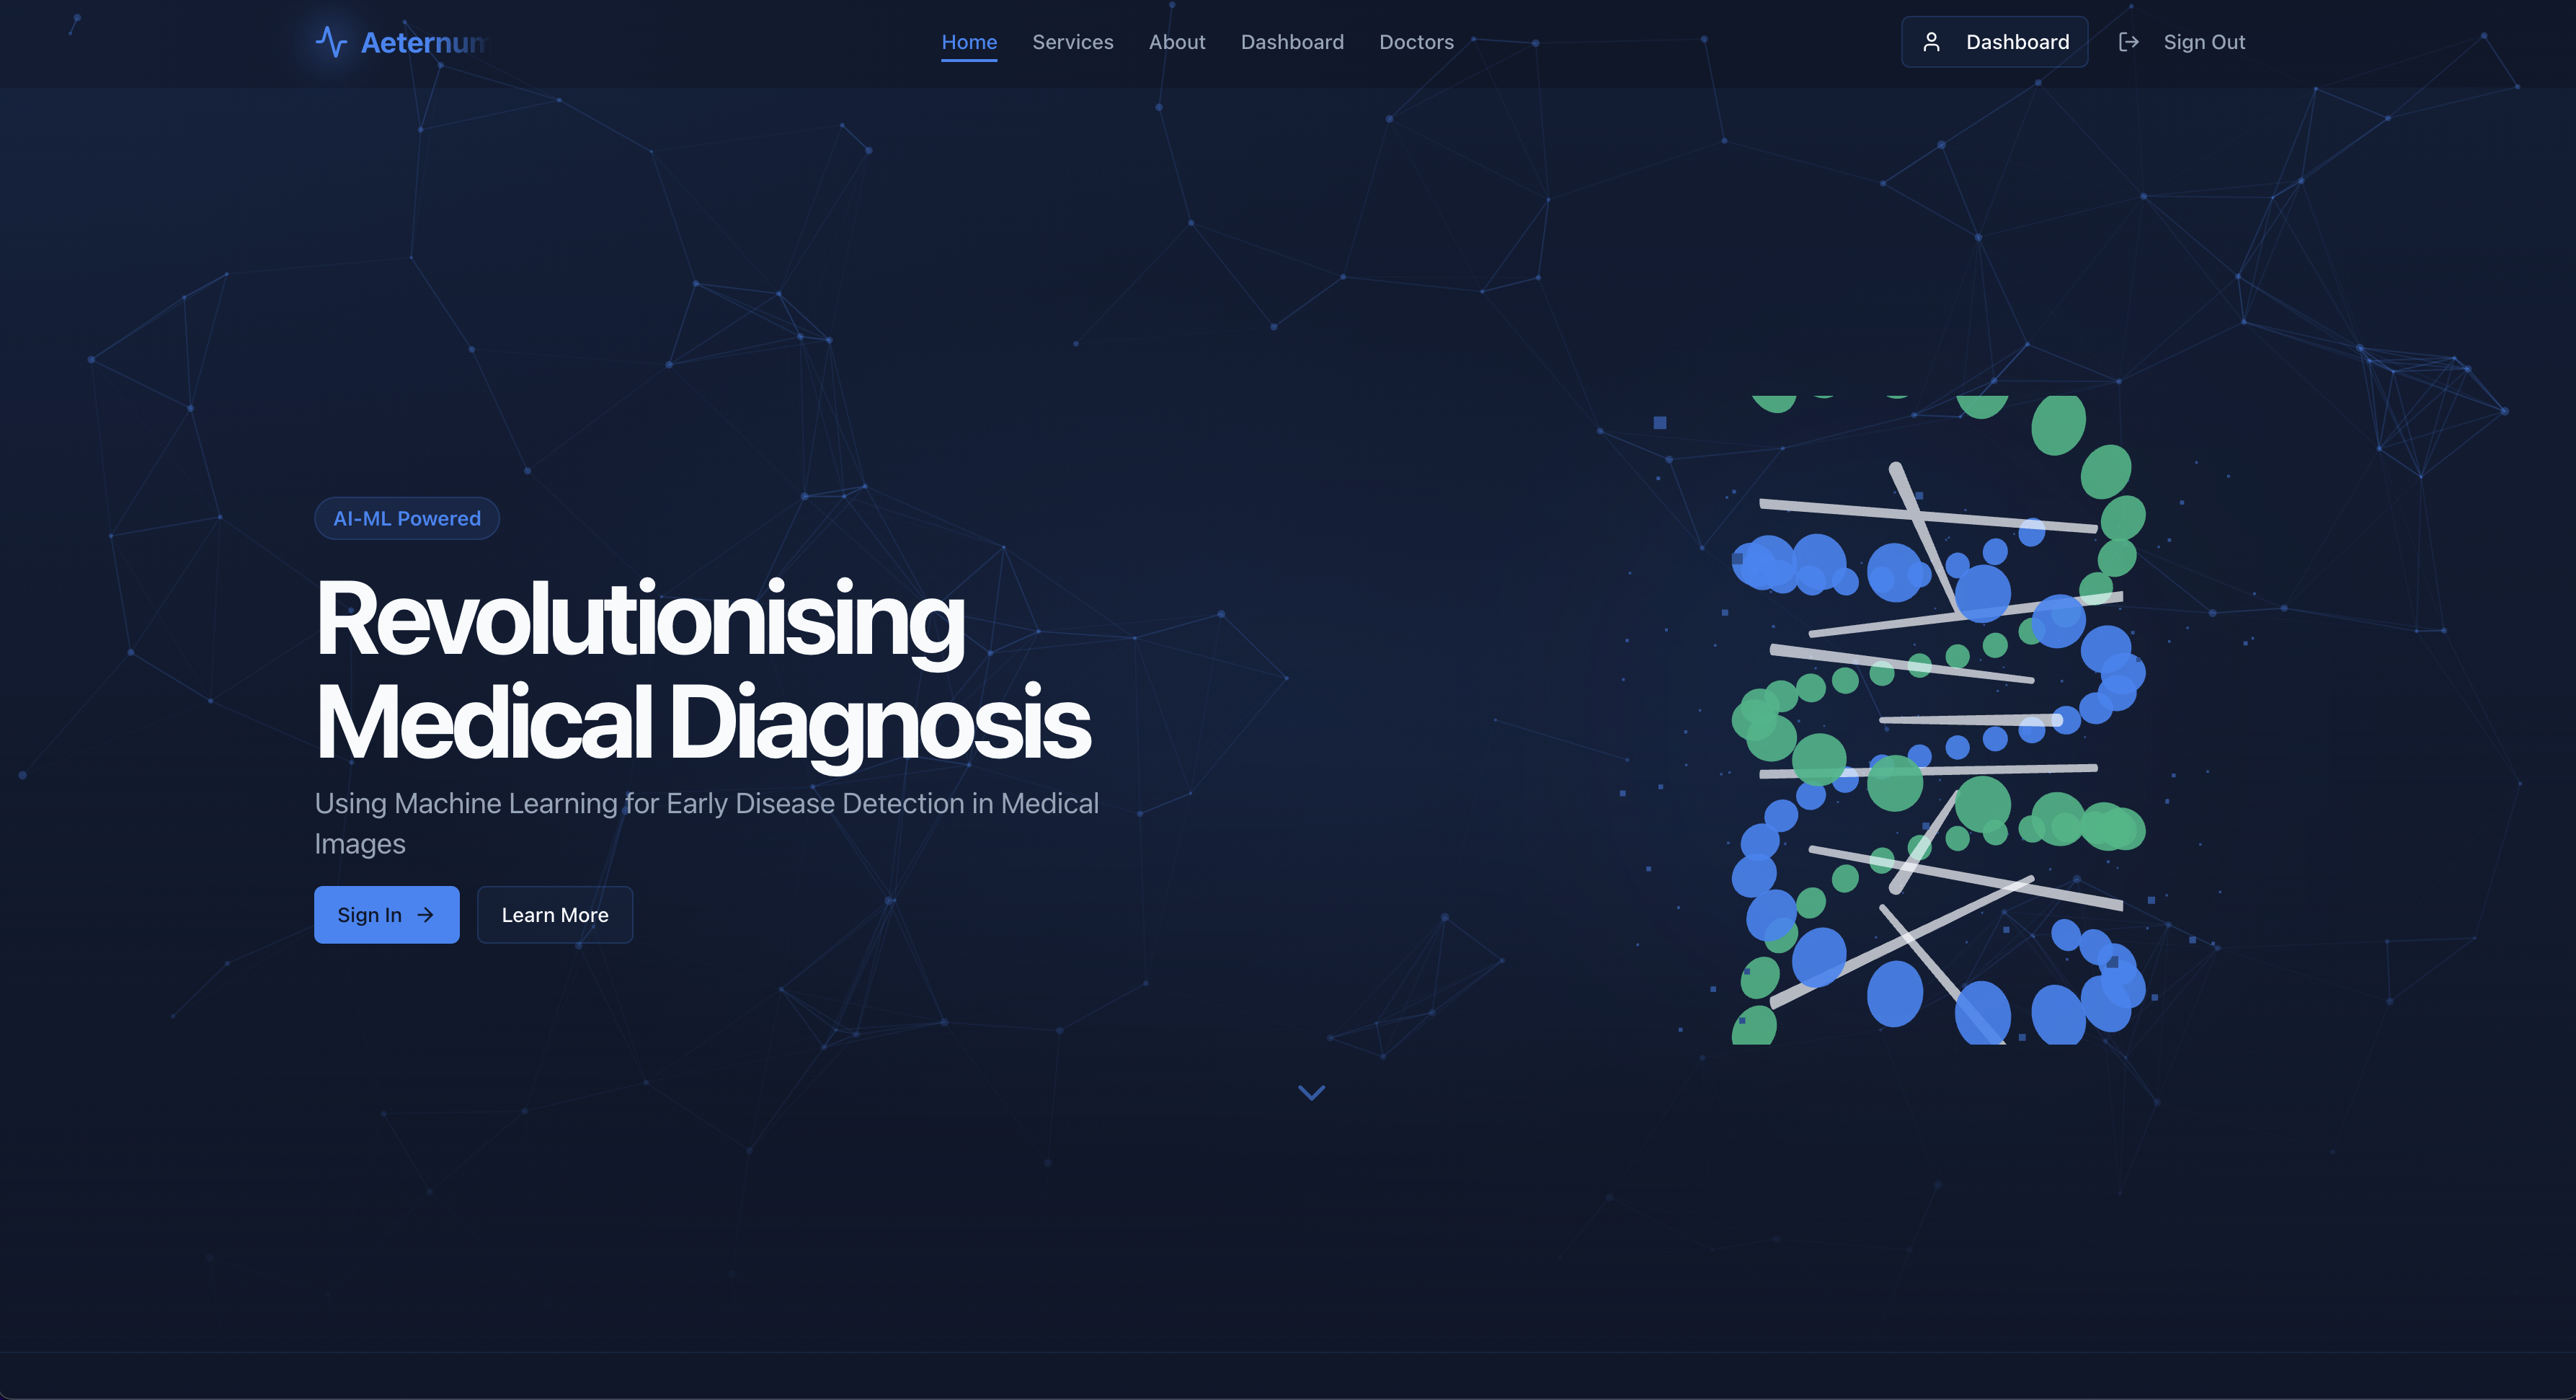 Aeternum
Home Services About Dashboard Doctors
Dashboard
Sign Out
AI-ML Powered
Revolutionising
Medical Diagnosis
Using Machine Learning for Early Disease Detection in Medical
Images
Sign In
Learn More